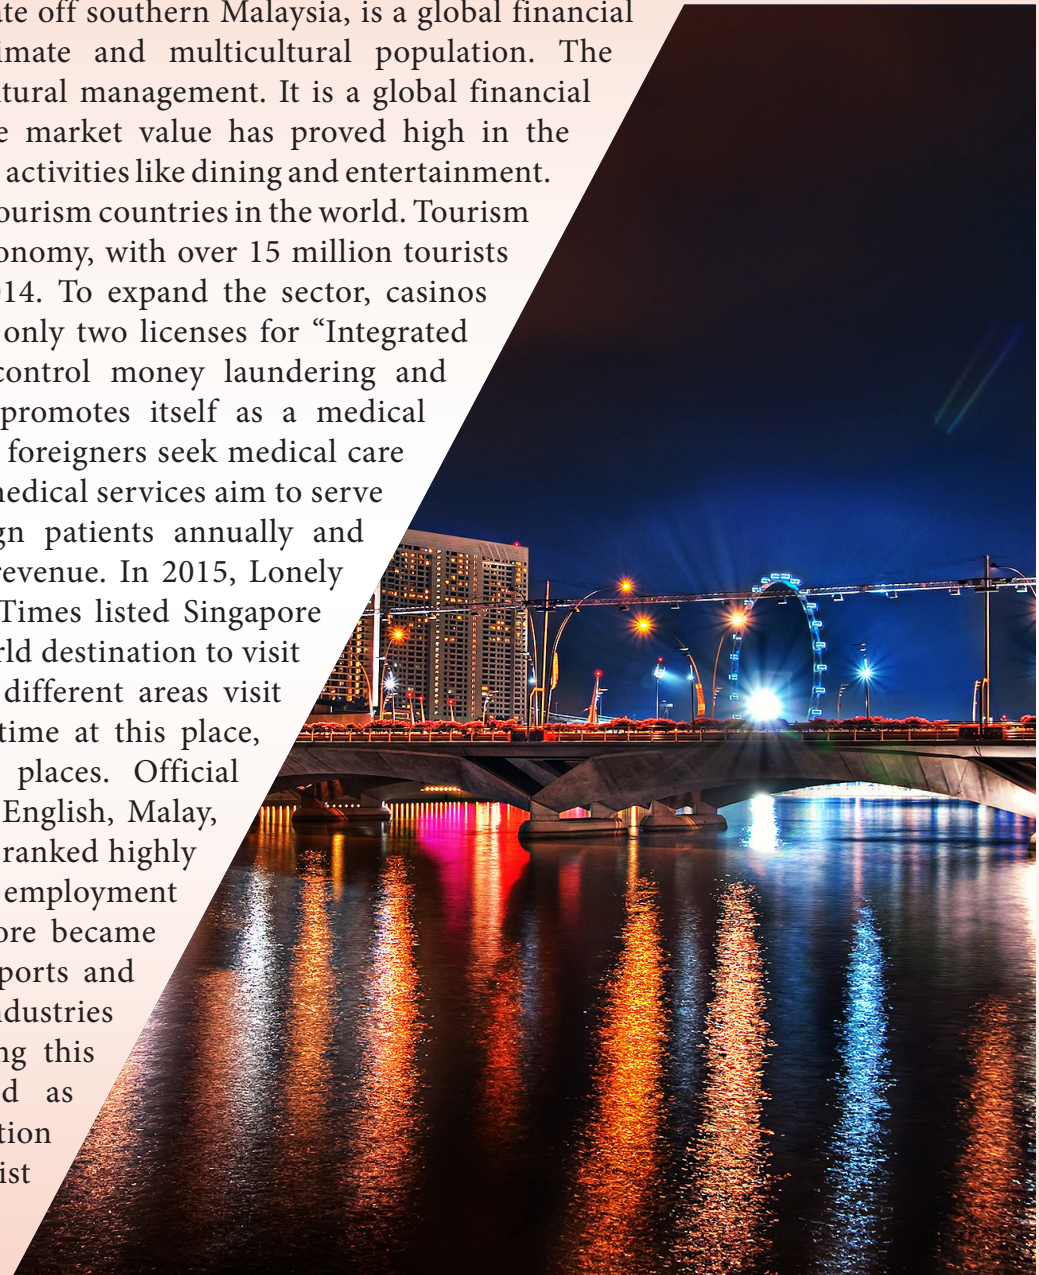 ate off southern Malaysia, is a global financial
imate and multicultural population. The
tural management. It is a global financial
e market value has proved high in the
activities like dining and entertainment.
ourism countries in the world. Tourism
onomy, with over 15 million tourists
14. To expand the sector, casinos
only two licenses for “Integrated
control money laundering and
promotes itself as a medical
foreigners seek medical care
medical services aim to serve
gn patients annually and
revenue. In 2015, Lonely
Times listed Singapore
rld destination to visit
different areas visit
time at this place,
places. Official
English, Malay,
ranked highly
employment
ore became
ports and
ndustries
ng this
d as
tion
ist